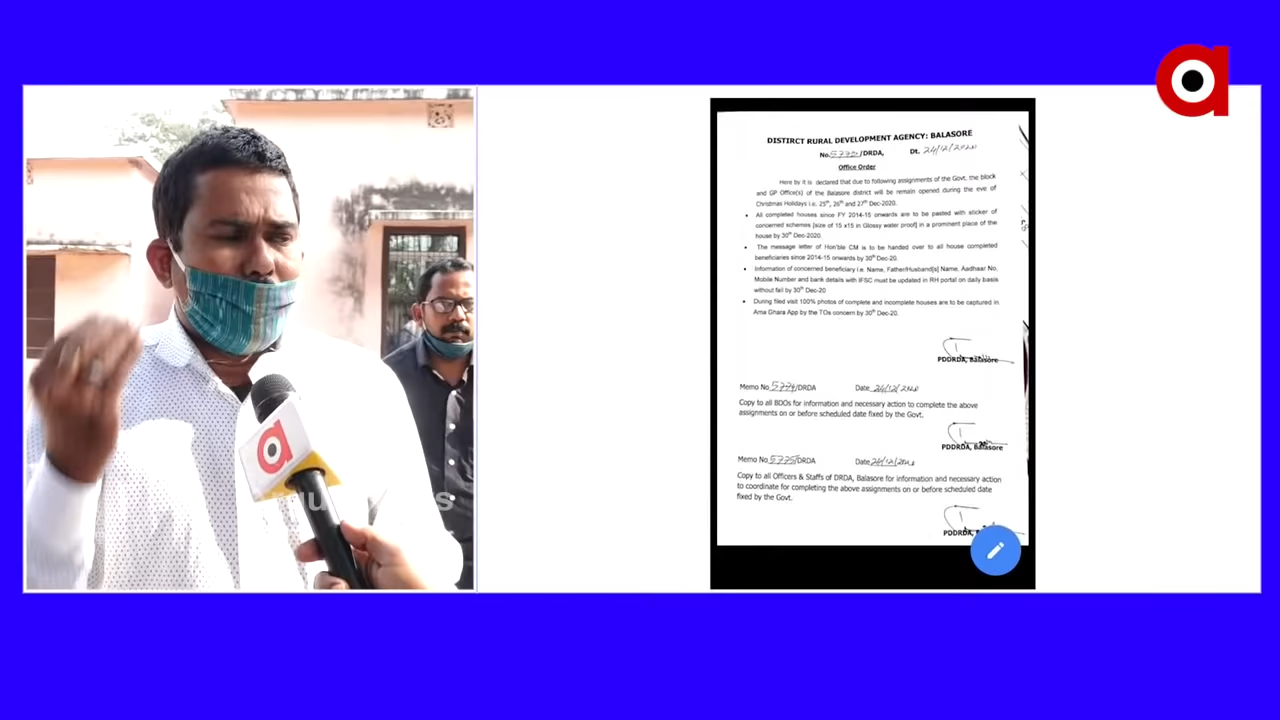 DISTIRCT RURAL DEVELOPMENT AGENCY: BALASORE
No. /DRDA, Dt. 24/12/2020
Office Order
Here by it is declared that due to following assignments of the Govt. the block
and GP Office(s) of the Balasore district will be remain opened during the eve of
Christmas Holidays i.e. 25th, 26th and 27th Dec-2020.
• All completed houses since FY 2014-15 onwards are to be pasted with sticker of
concerned schemes [size of 15 x15 in Glossy water proof] in a prominent place of the
house by 30th Dec-2020.
• The message letter of Hon'ble CM is to be handed over to all house completed
beneficiaries since 2014-15 onwards by 30th Dec-20.
• Information of concerned beneficiary i.e. Name, Father/Husband[s] Name, Aadhaar No,
Mobile Number and bank details with IFSC must be updated in RH portal on daily basis
without fail by 30th Dec-20
• During filed visit 100% photos of complete and incomplete houses are to be captured in
Ama Ghara App by the TOs concern by 30th Dec-20.
PDDRDA, Balasore
Memo No 5774/DRDA Date 24/12/2020
Copy to all BDOs for information and necessary action to complete the above
assignments on or before scheduled date fixed by the Govt.
PDDRDA, Balasore
Memo No 5775/DRDA Date 24/12/2020
Copy to all Officers & Staffs of DRDA, Balasore for information and necessary action
to coordinate for completing the above assignments on or before scheduled date
fixed by the Govt.
PDDRDA,